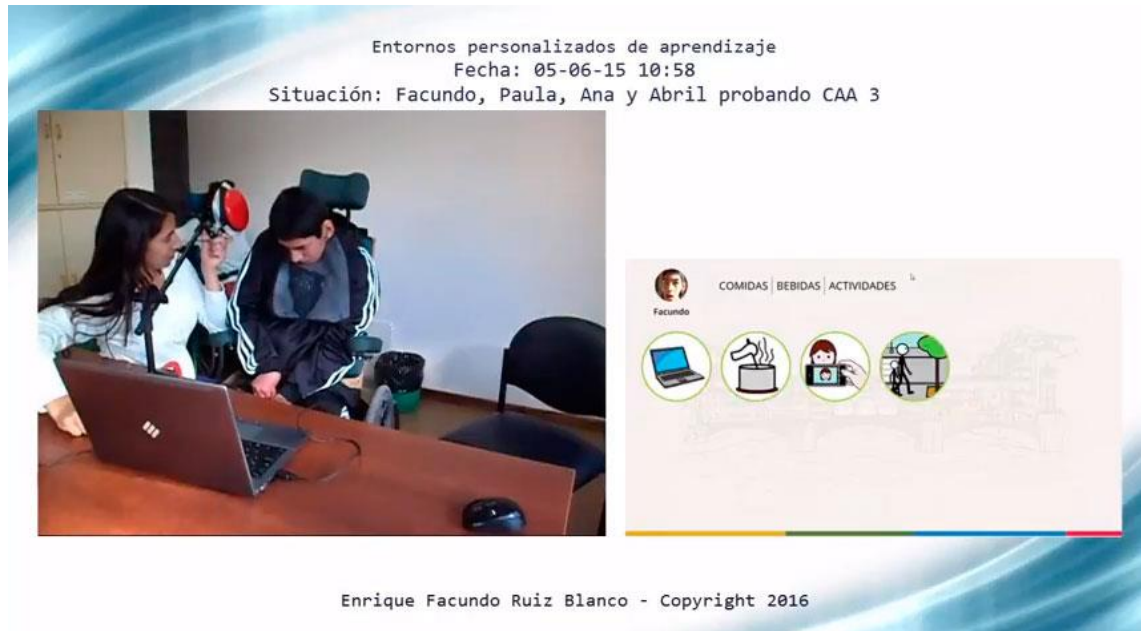 Entornos personalizados de aprendizaje
Fecha: 05-06-15 10:58
Situación: Facundo, Paula, Ana y Abril probando CAA 3
COMIDAS BEBIDAS ACTIVIDADES
Facundo
Enrique Facundo Ruiz Blanco - Copyright 2016